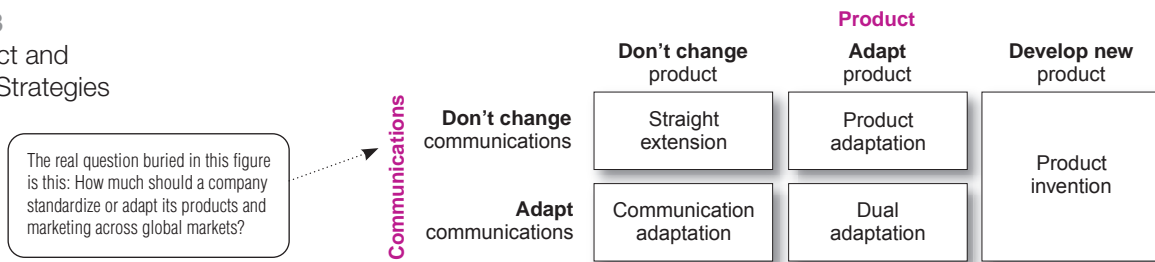 ct and
Strategies
The real question buried in this figure
is this: How much should a company
standardize or adapt its products and
marketing across global markets?
Product
Don't change
product
Adapt
product
Develop new
product
Communications
Don't change
communications
Straight
extension
Product
adaptation
Product
invention
Adapt
communications
Communication
adaptation
Dual
adaptation